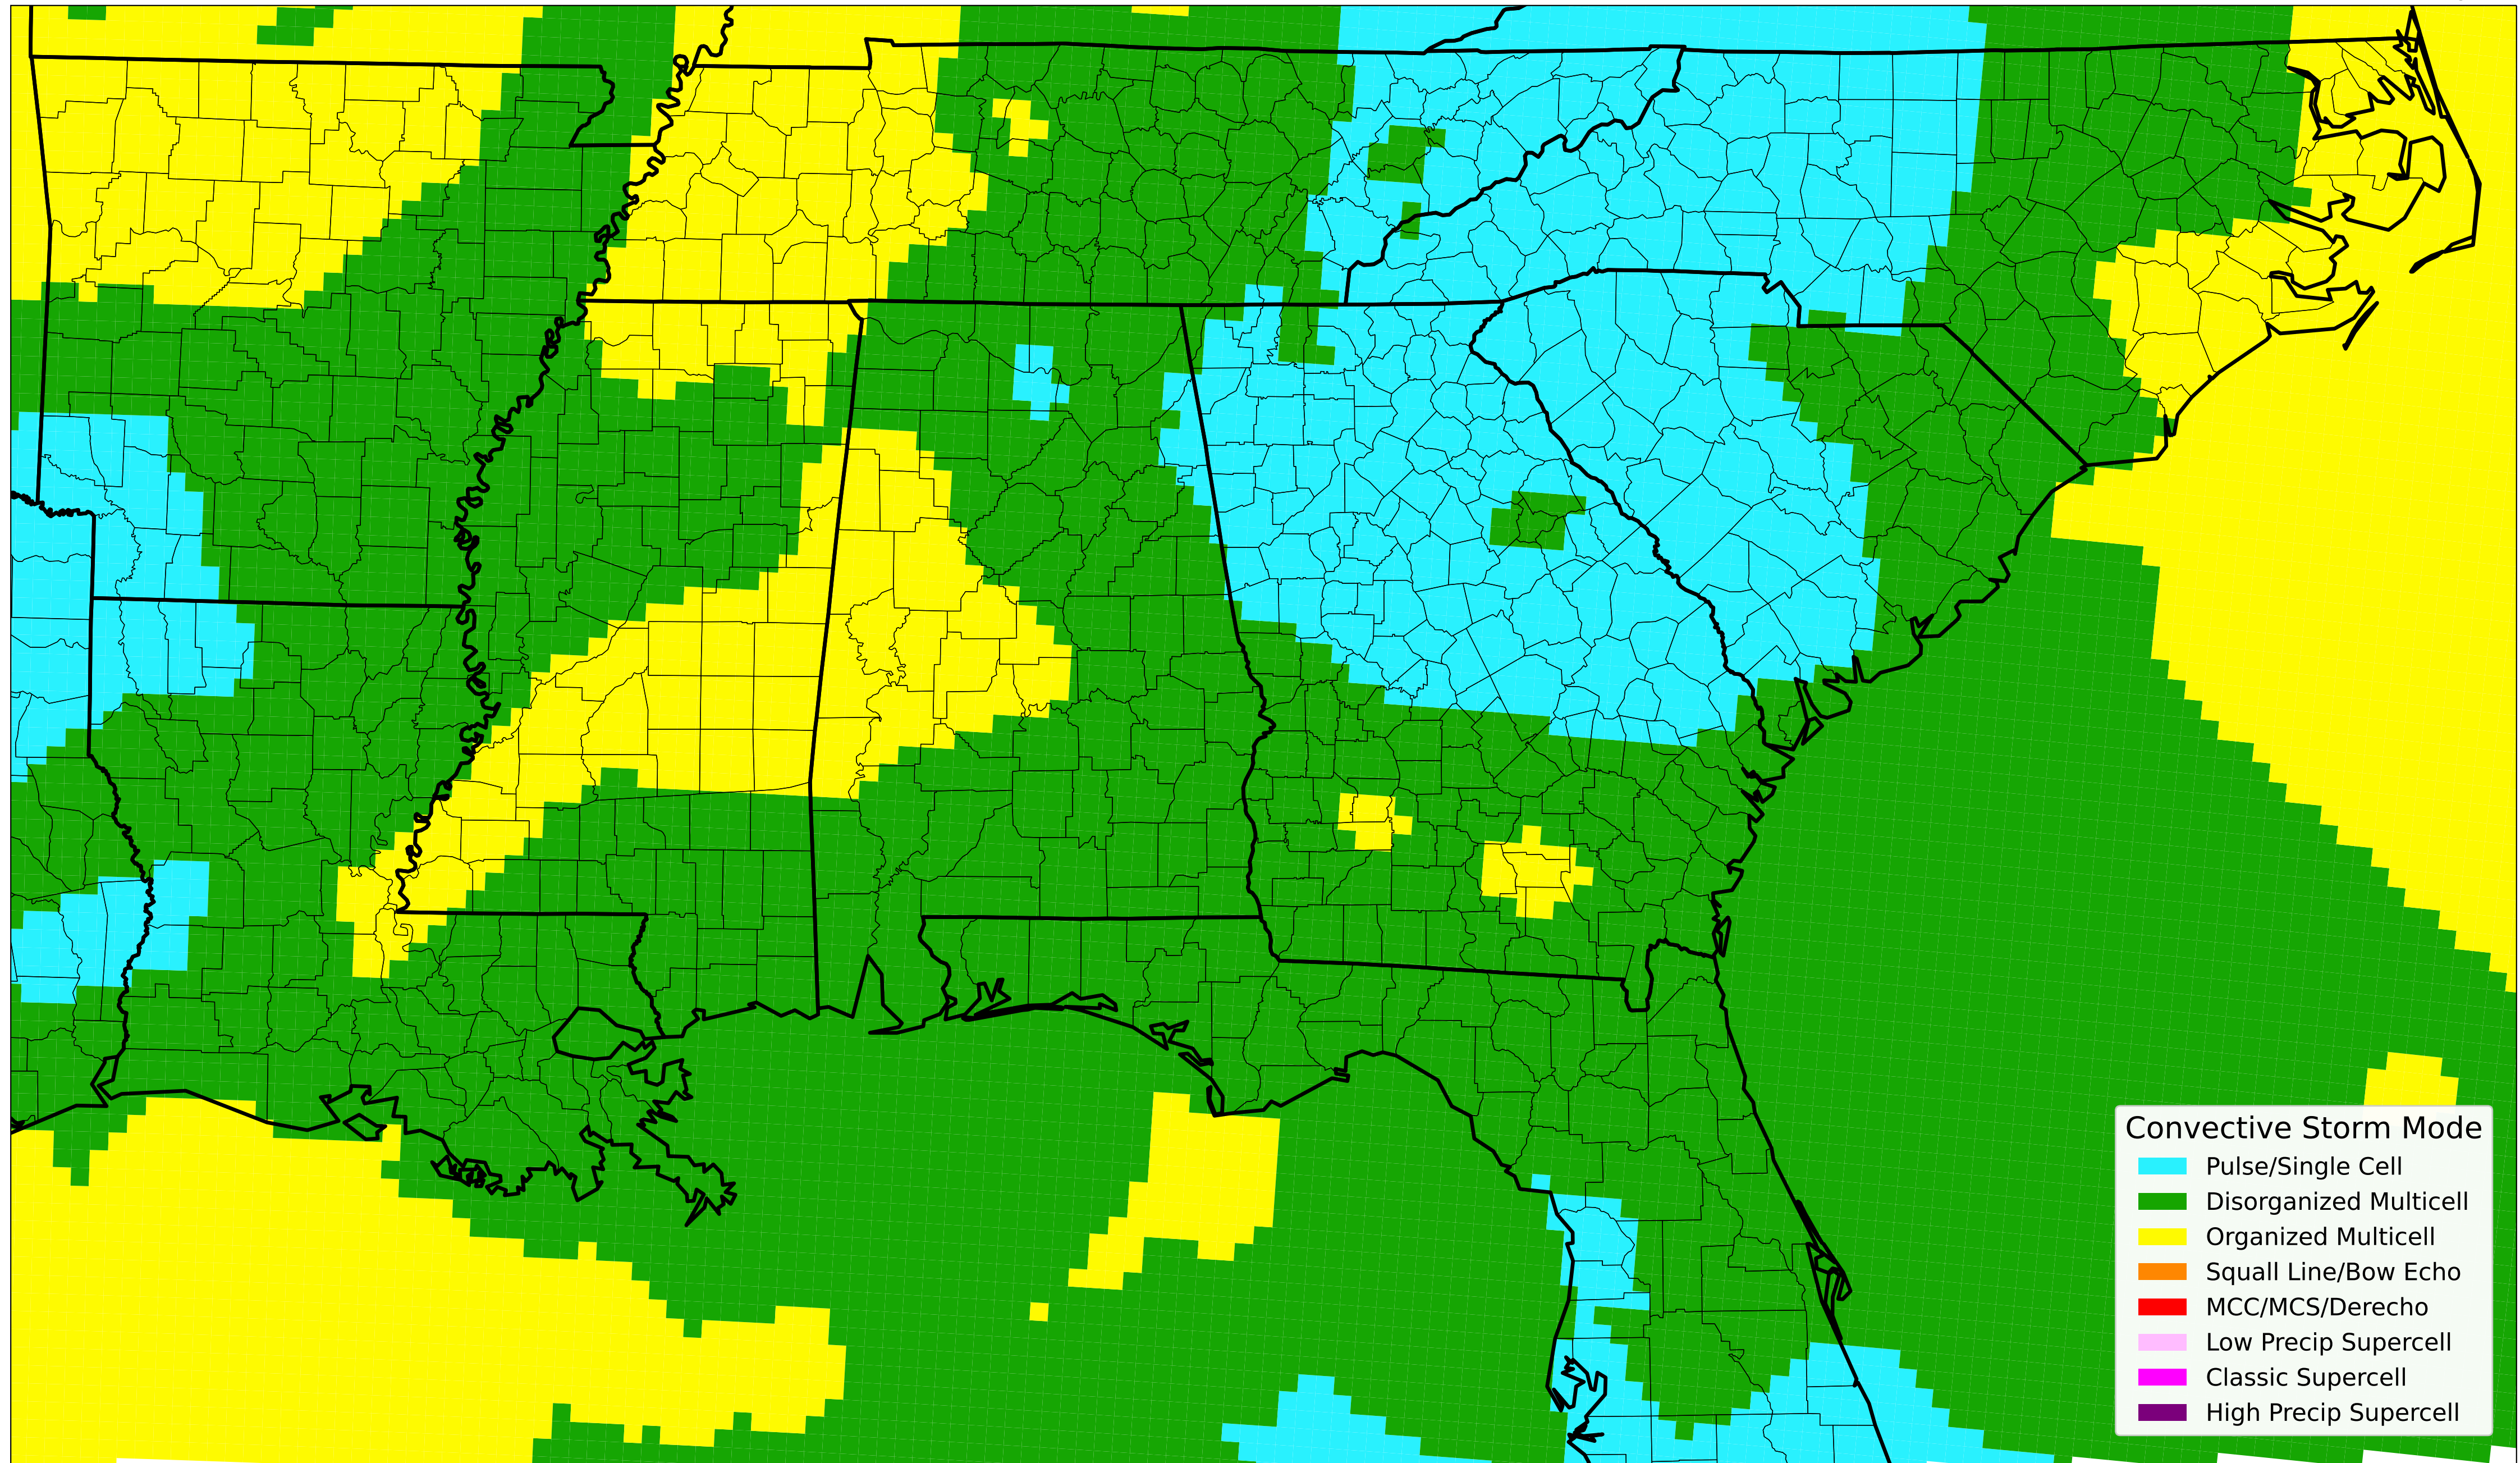 Convective Storm Mode
Pulse/Single Cell
Disorganized Multicell
Organized Multicell
Squall Line/Bow Echo
MCC/MCS/Derecho
Low Precip Supercell
Classic Supercell
High Precip Supercell